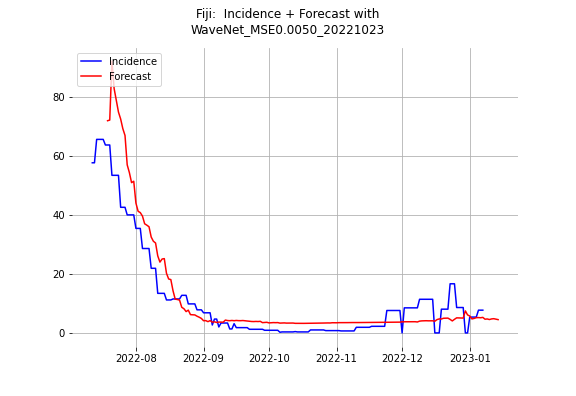 Fiji:  Incidence + Forecast with
WaveNet_MSE0.0050_20221023
Incidence
Forecast
80
60
40
20
0
2022-08 2022-09 2022-10 2022-11 2022-12 2023-01